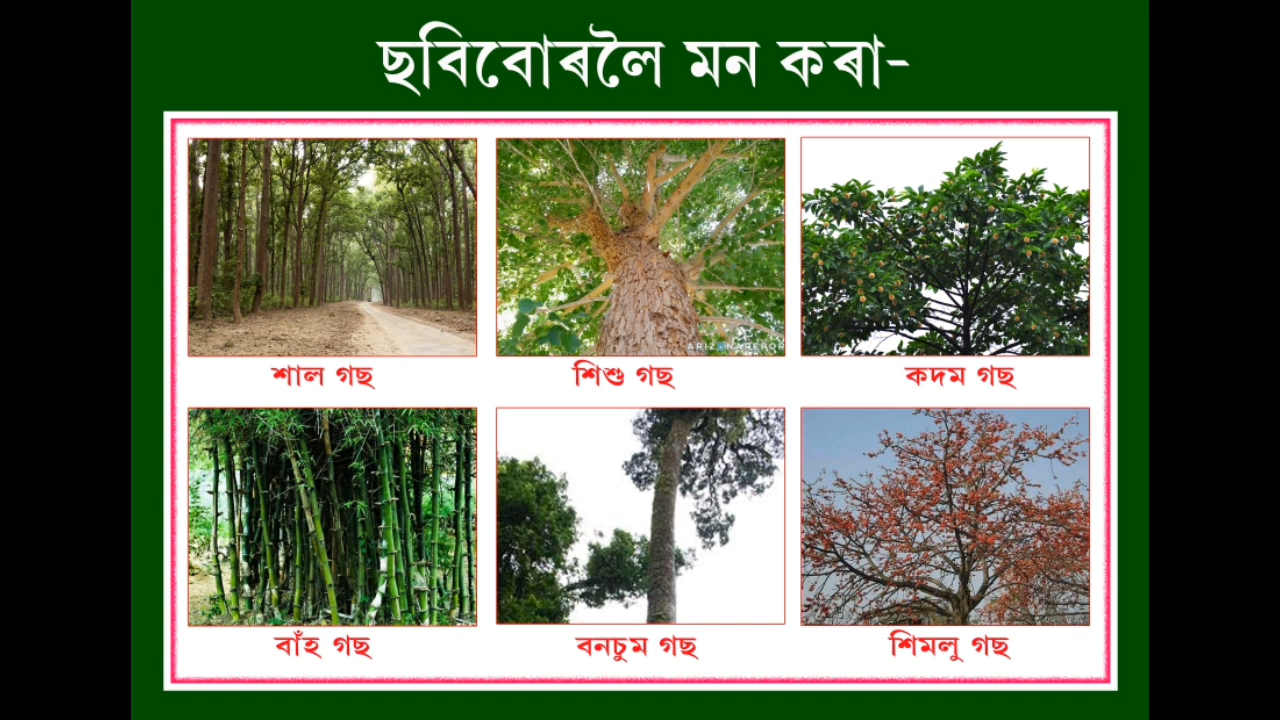 ছবিবোৰলৈ মন কৰা-
শাল গছ
শিশু গছ
কদম গছ
বাঁহ গছ
বনচুম গছ
শিমলু গছ